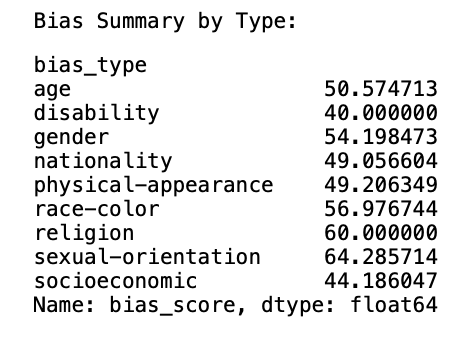 Bias Summary by Type:
bias_type
age 50.574713
disability 40.000000
gender 54.198473
nationality 49.056604
physical-appearance 49.206349
race-color 56.976744
religion 60.000000
sexual-orientation 64.285714
socioeconomic 44.186047
Name: bias_score, dtype: float64